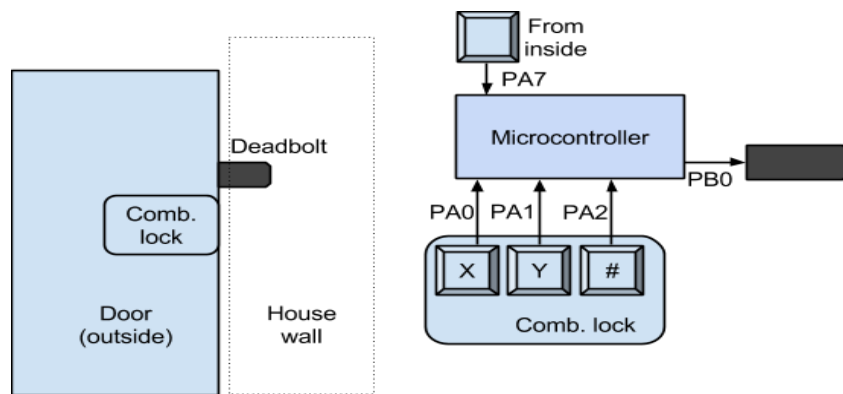 Deadbolt
Comb.
lock
Door
(outside)
House
wall
From
inside
PA7
Microcontroller
PB0
PA0
PA1
PA2
X
Y
#
Comb. lock